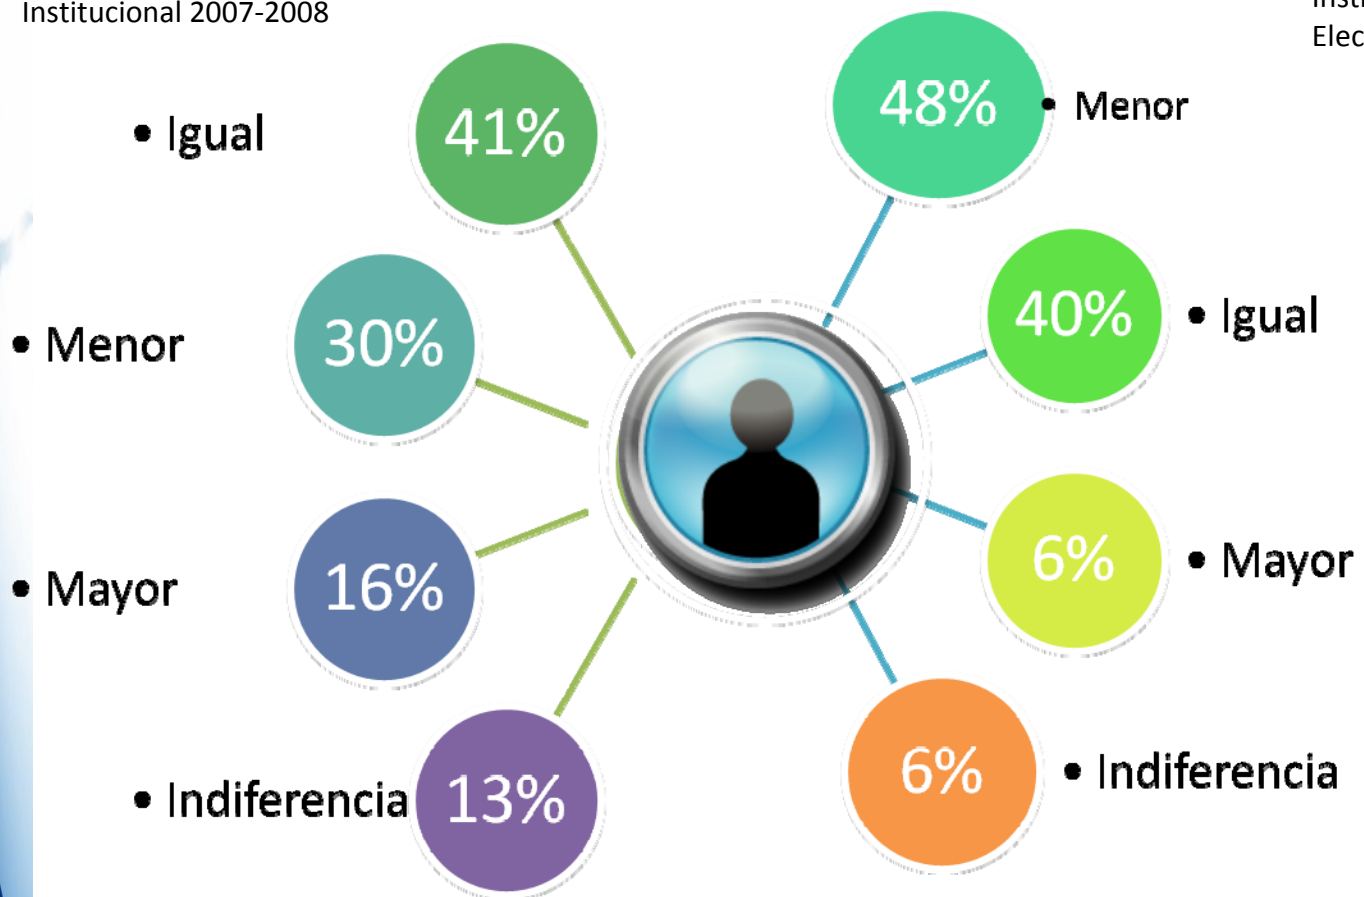 Institucional 2007-2008
• Igual
41%
• Menor
30%
• Mayor
16%
• Indiferencia
13%
48%
• Menor
40%
• Igual
6%
• Mayor
6%
• Indiferencia